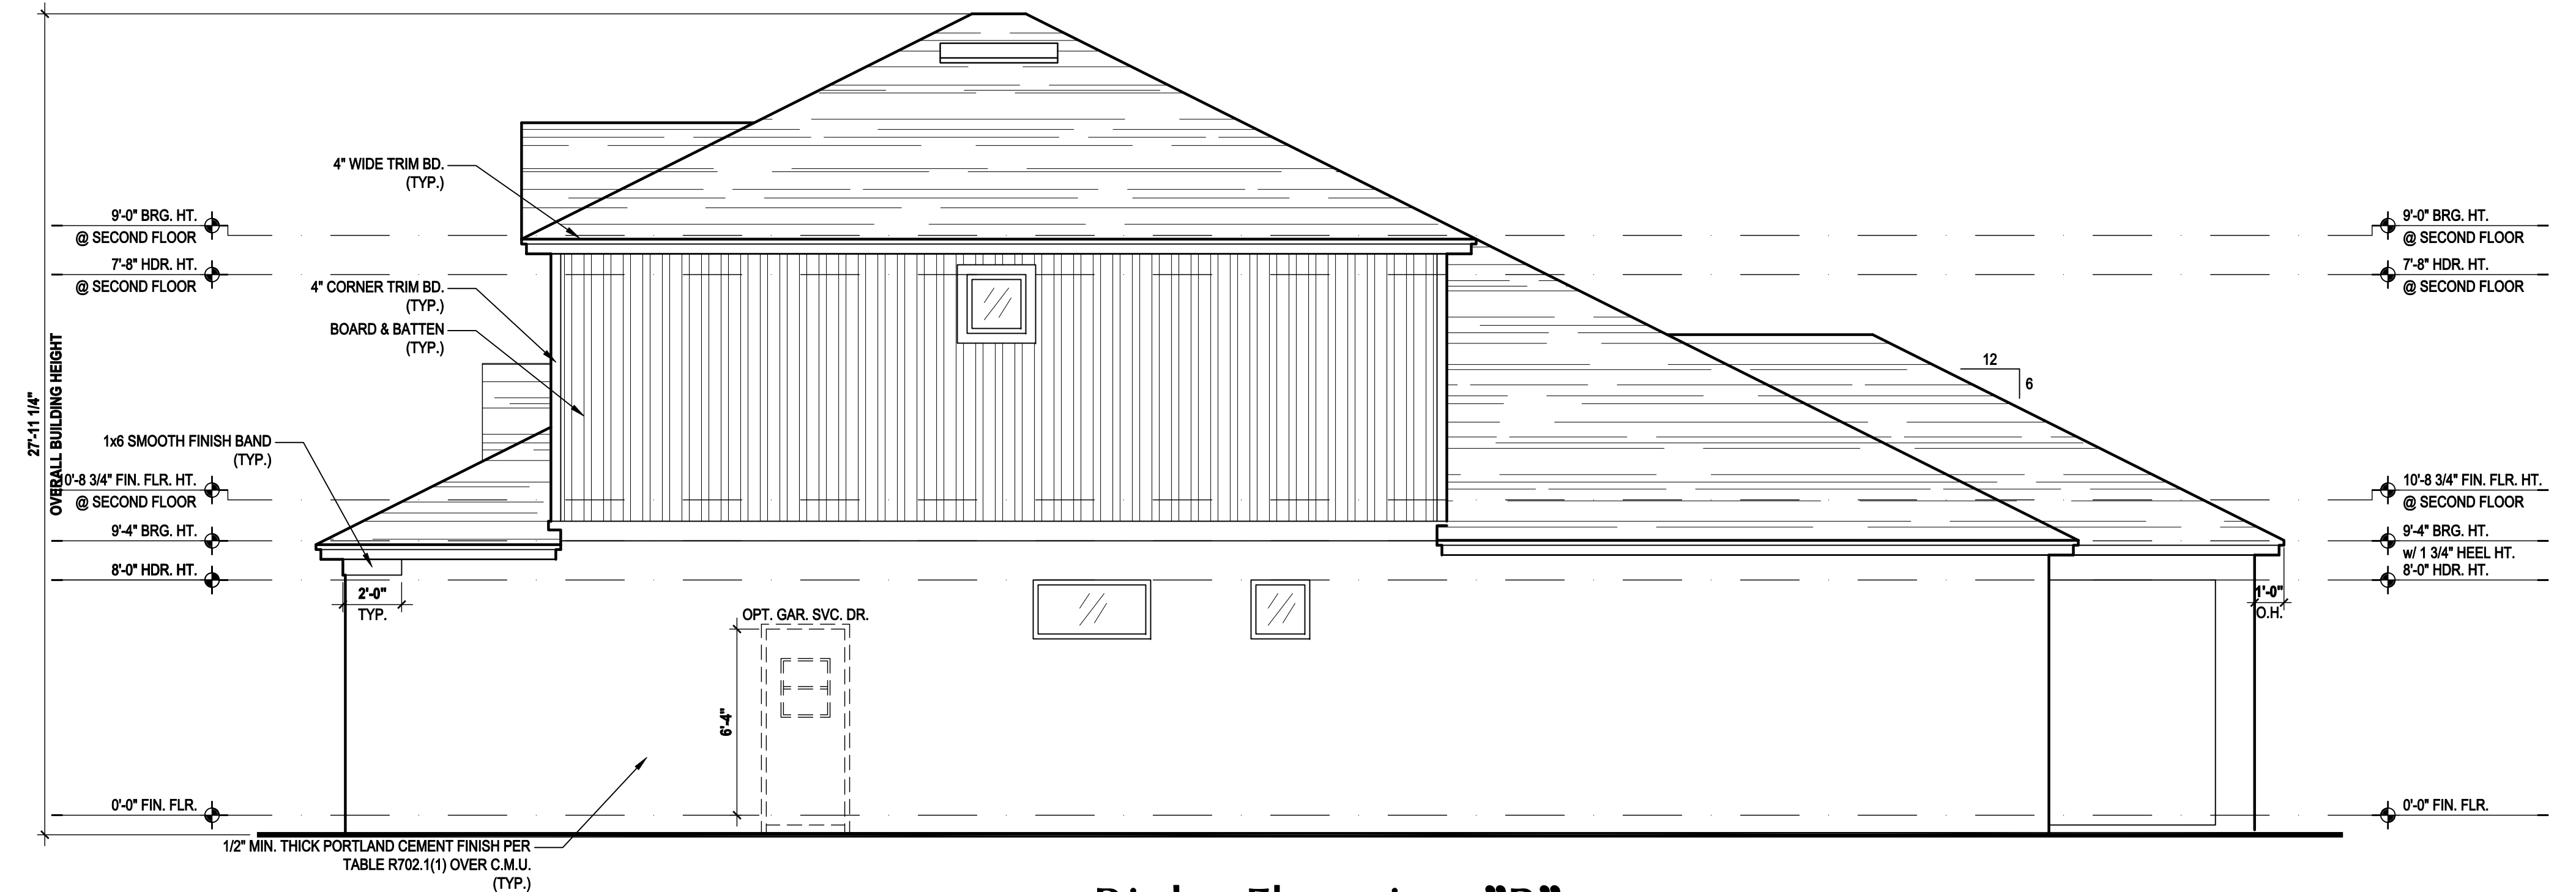 4" WIDE TRIM BD.
(TYP.)
9'-0" BRG. HT.
@ SECOND FLOOR
7'-8" HDR. HT.
@ SECOND FLOOR
4" CORNER TRIM BD.
(TYP.)
BOARD & BATTEN
(TYP.)
27'-11 1/4"
OVERALL BUILDING HEIGHT
1x6 SMOOTH FINISH BAND
(TYP.)
10'-8 3/4" FIN. FLR. HT.
@ SECOND FLOOR
9'-4" BRG. HT.
8'-0" HDR. HT.
2'-0"
TYP.
OPT. GAR. SVC. DR.
6'-4"
0'-0" FIN. FLR.
1/2" MIN. THICK PORTLAND CEMENT FINISH PER
TABLE R702.1(1) OVER C.M.U.
(TYP.)
9'-0" BRG. HT.
@ SECOND FLOOR
7'-8" HDR. HT.
@ SECOND FLOOR
12
6
10'-8 3/4" FIN. FLR. HT.
@ SECOND FLOOR
9'-4" BRG. HT.
w/ 1 3/4" HEEL HT.
8'-0" HDR. HT.
1'-0"
O.H.
0'-0" FIN. FLR.